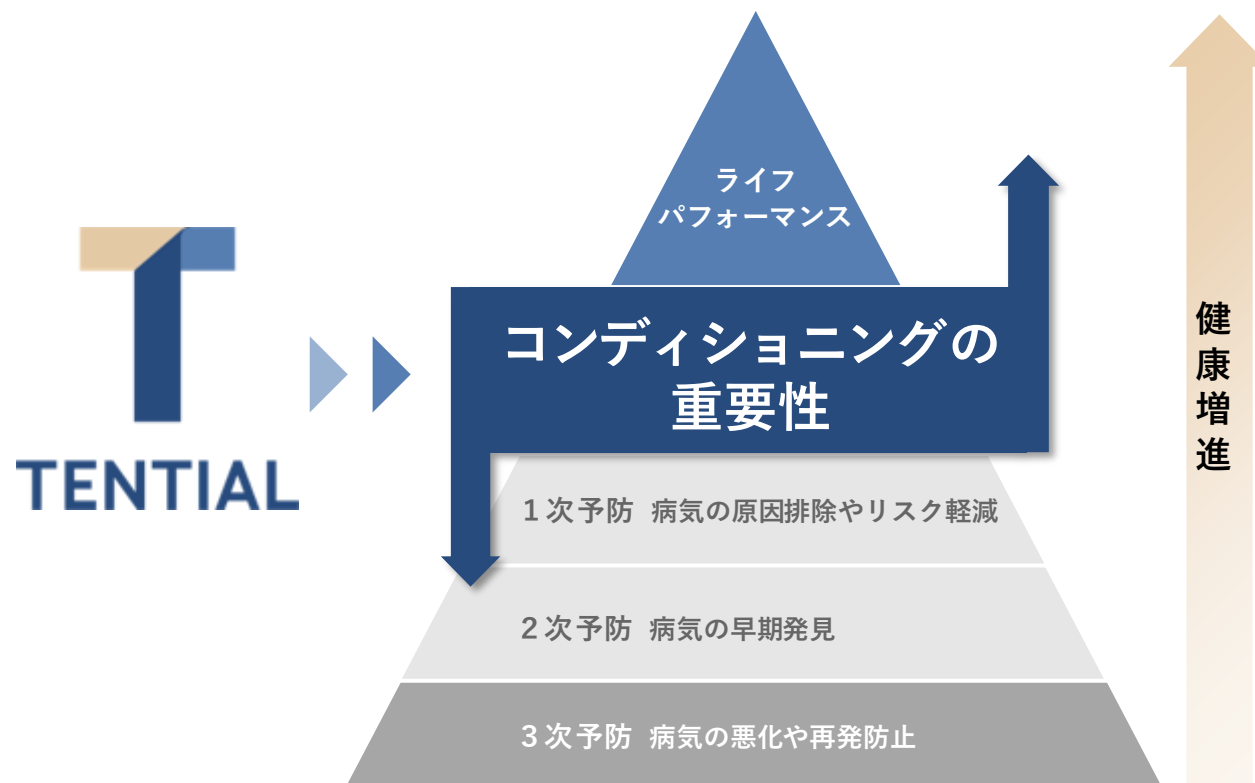 ライフ
パフォーマンス
TENTIAL
コンディショニングの
重要性
健康増進
1次予防 病気の原因排除やリスク軽減
2次予防 病気の早期発見
3次予防 病気の悪化や再発防止